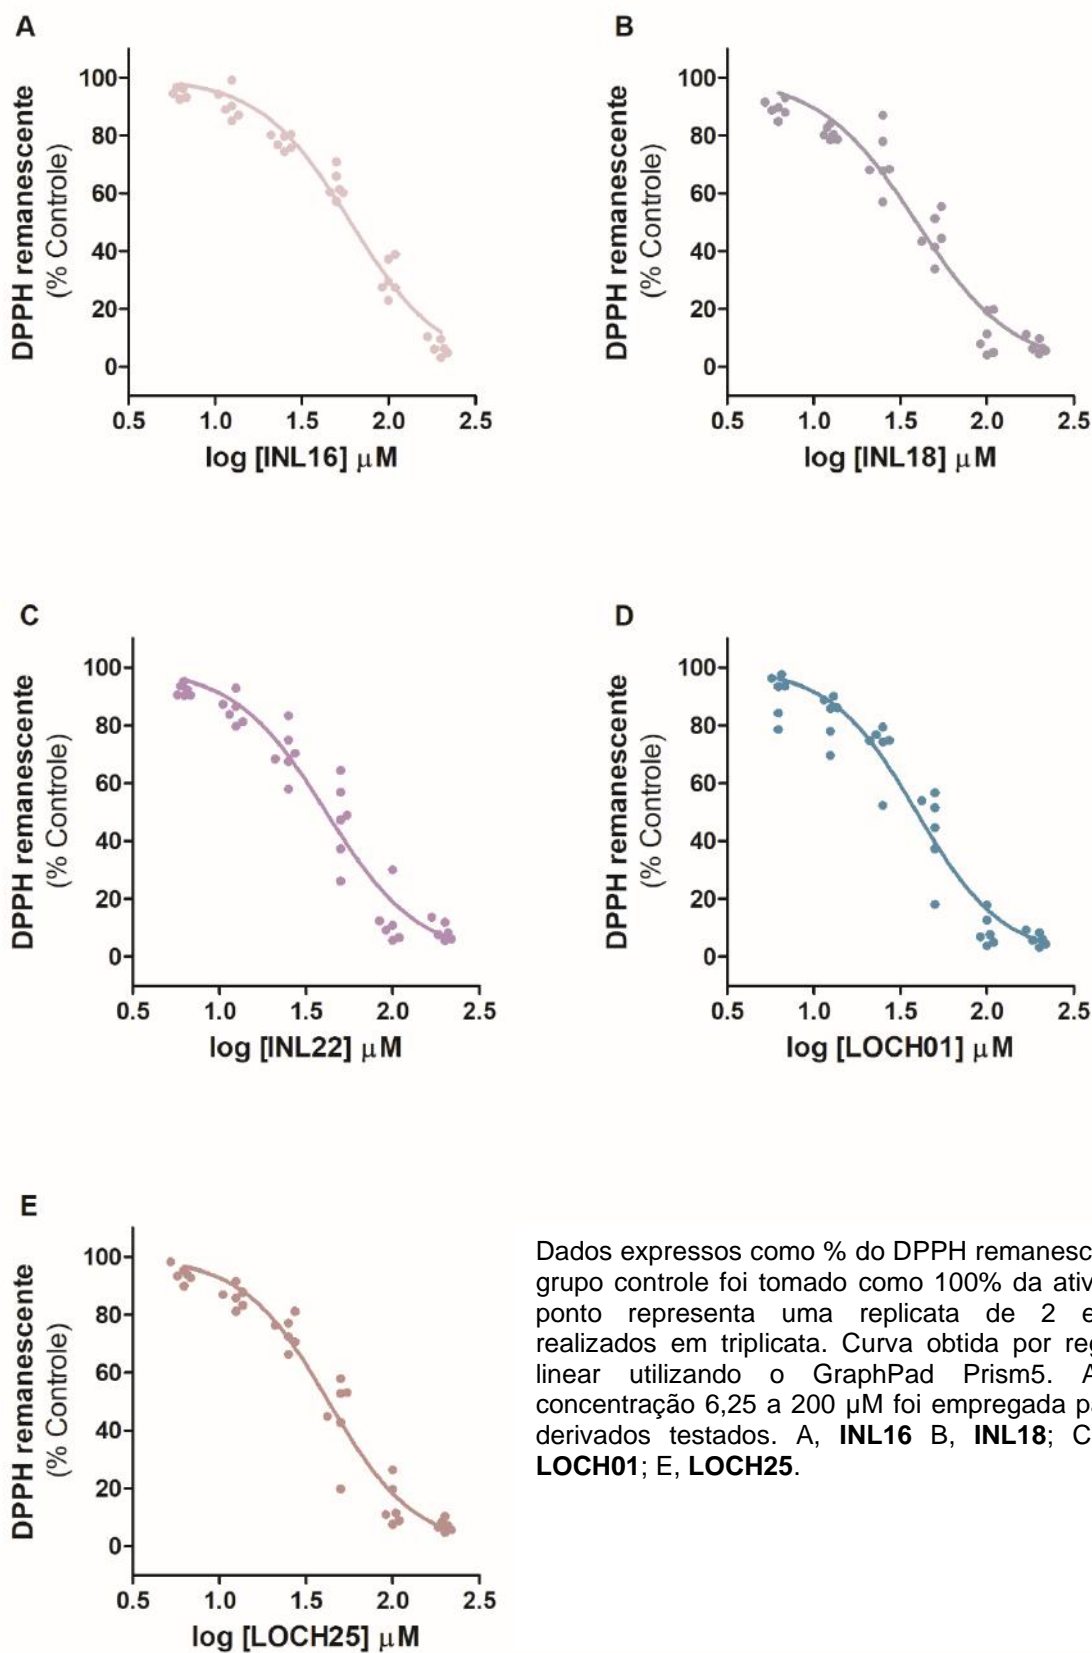 A
DPPH remanescente
(% Controle)
100
80
60
40
20
0
0.5 1.0 1.5 2.0 2.5
log [INL16] µM
B
DPPH remanescente
(% Controle)
100
80
60
40
20
0
0.5 1.0 1.5 2.0 2.5
log [INL18] µM
C
DPPH remanescente
(% Controle)
100
80
60
40
20
0
0.5 1.0 1.5 2.0 2.5
log [INL22] µM
D
DPPH remanescente
(% Controle)
100
80
60
40
20
0
0.5 1.0 1.5 2.0 2.5
log [LOCH01] µM
E
DPPH remanescente
(% Controle)
100
80
60
40
20
0
0.5 1.0 1.5 2.0 2.5
log [LOCH25] µM
Dados expressos como % do DPPH remanesc
grupo controle foi tomado como 100% da ativ
ponto representa uma replicata de 2 e
realizados em triplicata. Curva obtida por reg
linear utilizando o GraphPad Prism5. A
concentração 6,25 a 200 µM foi empregada pa
derivados testados. A, INL16 B, INL18; C
LOCH01; E, LOCH25.